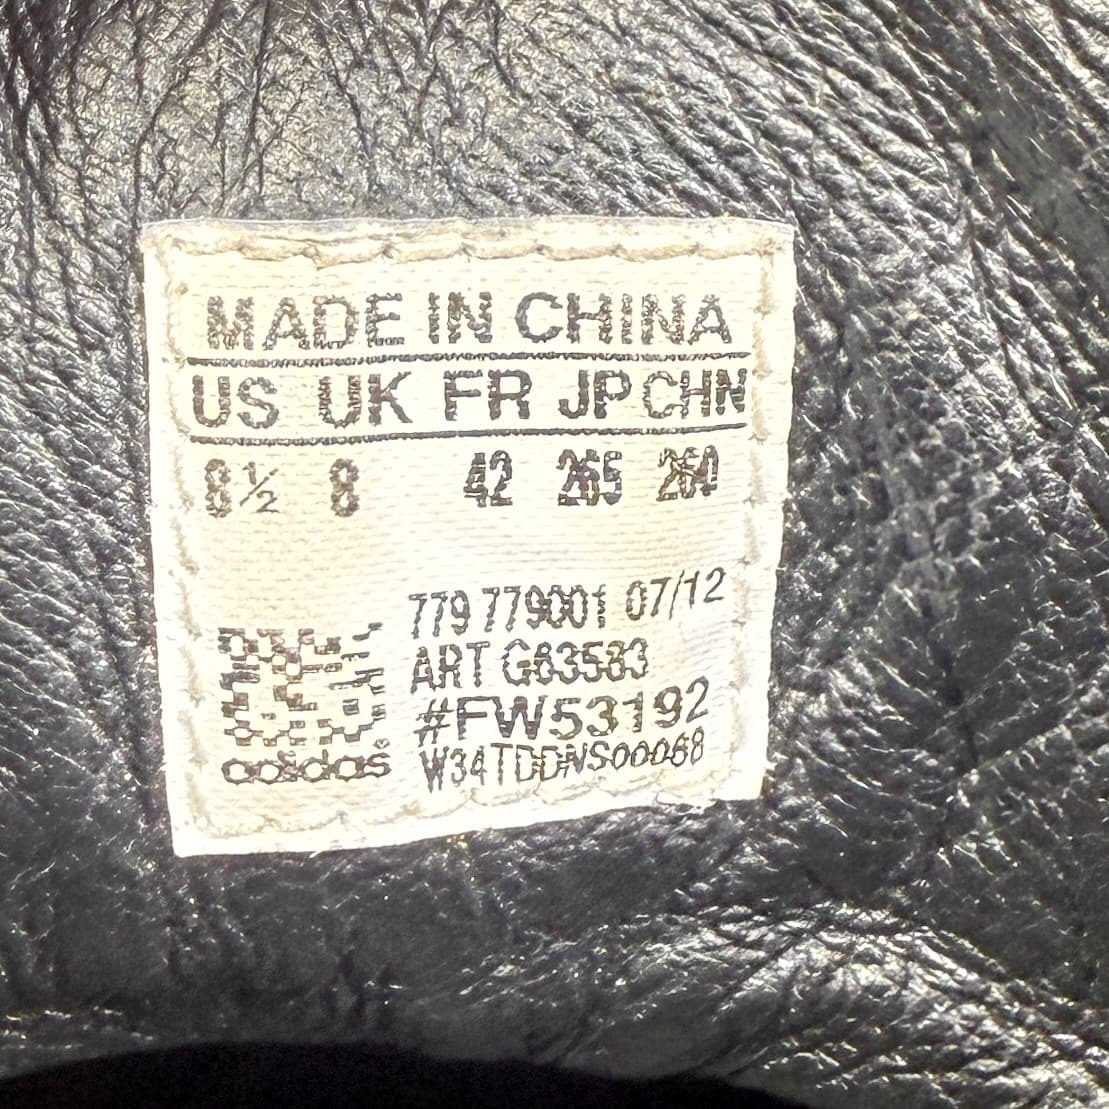 MADE IN CHINA
US UK FR JP CHN
8½ 8 42 265 260
779 779001 07/12
ART G63583
#FW53192
W34TDDNS00068
adidas